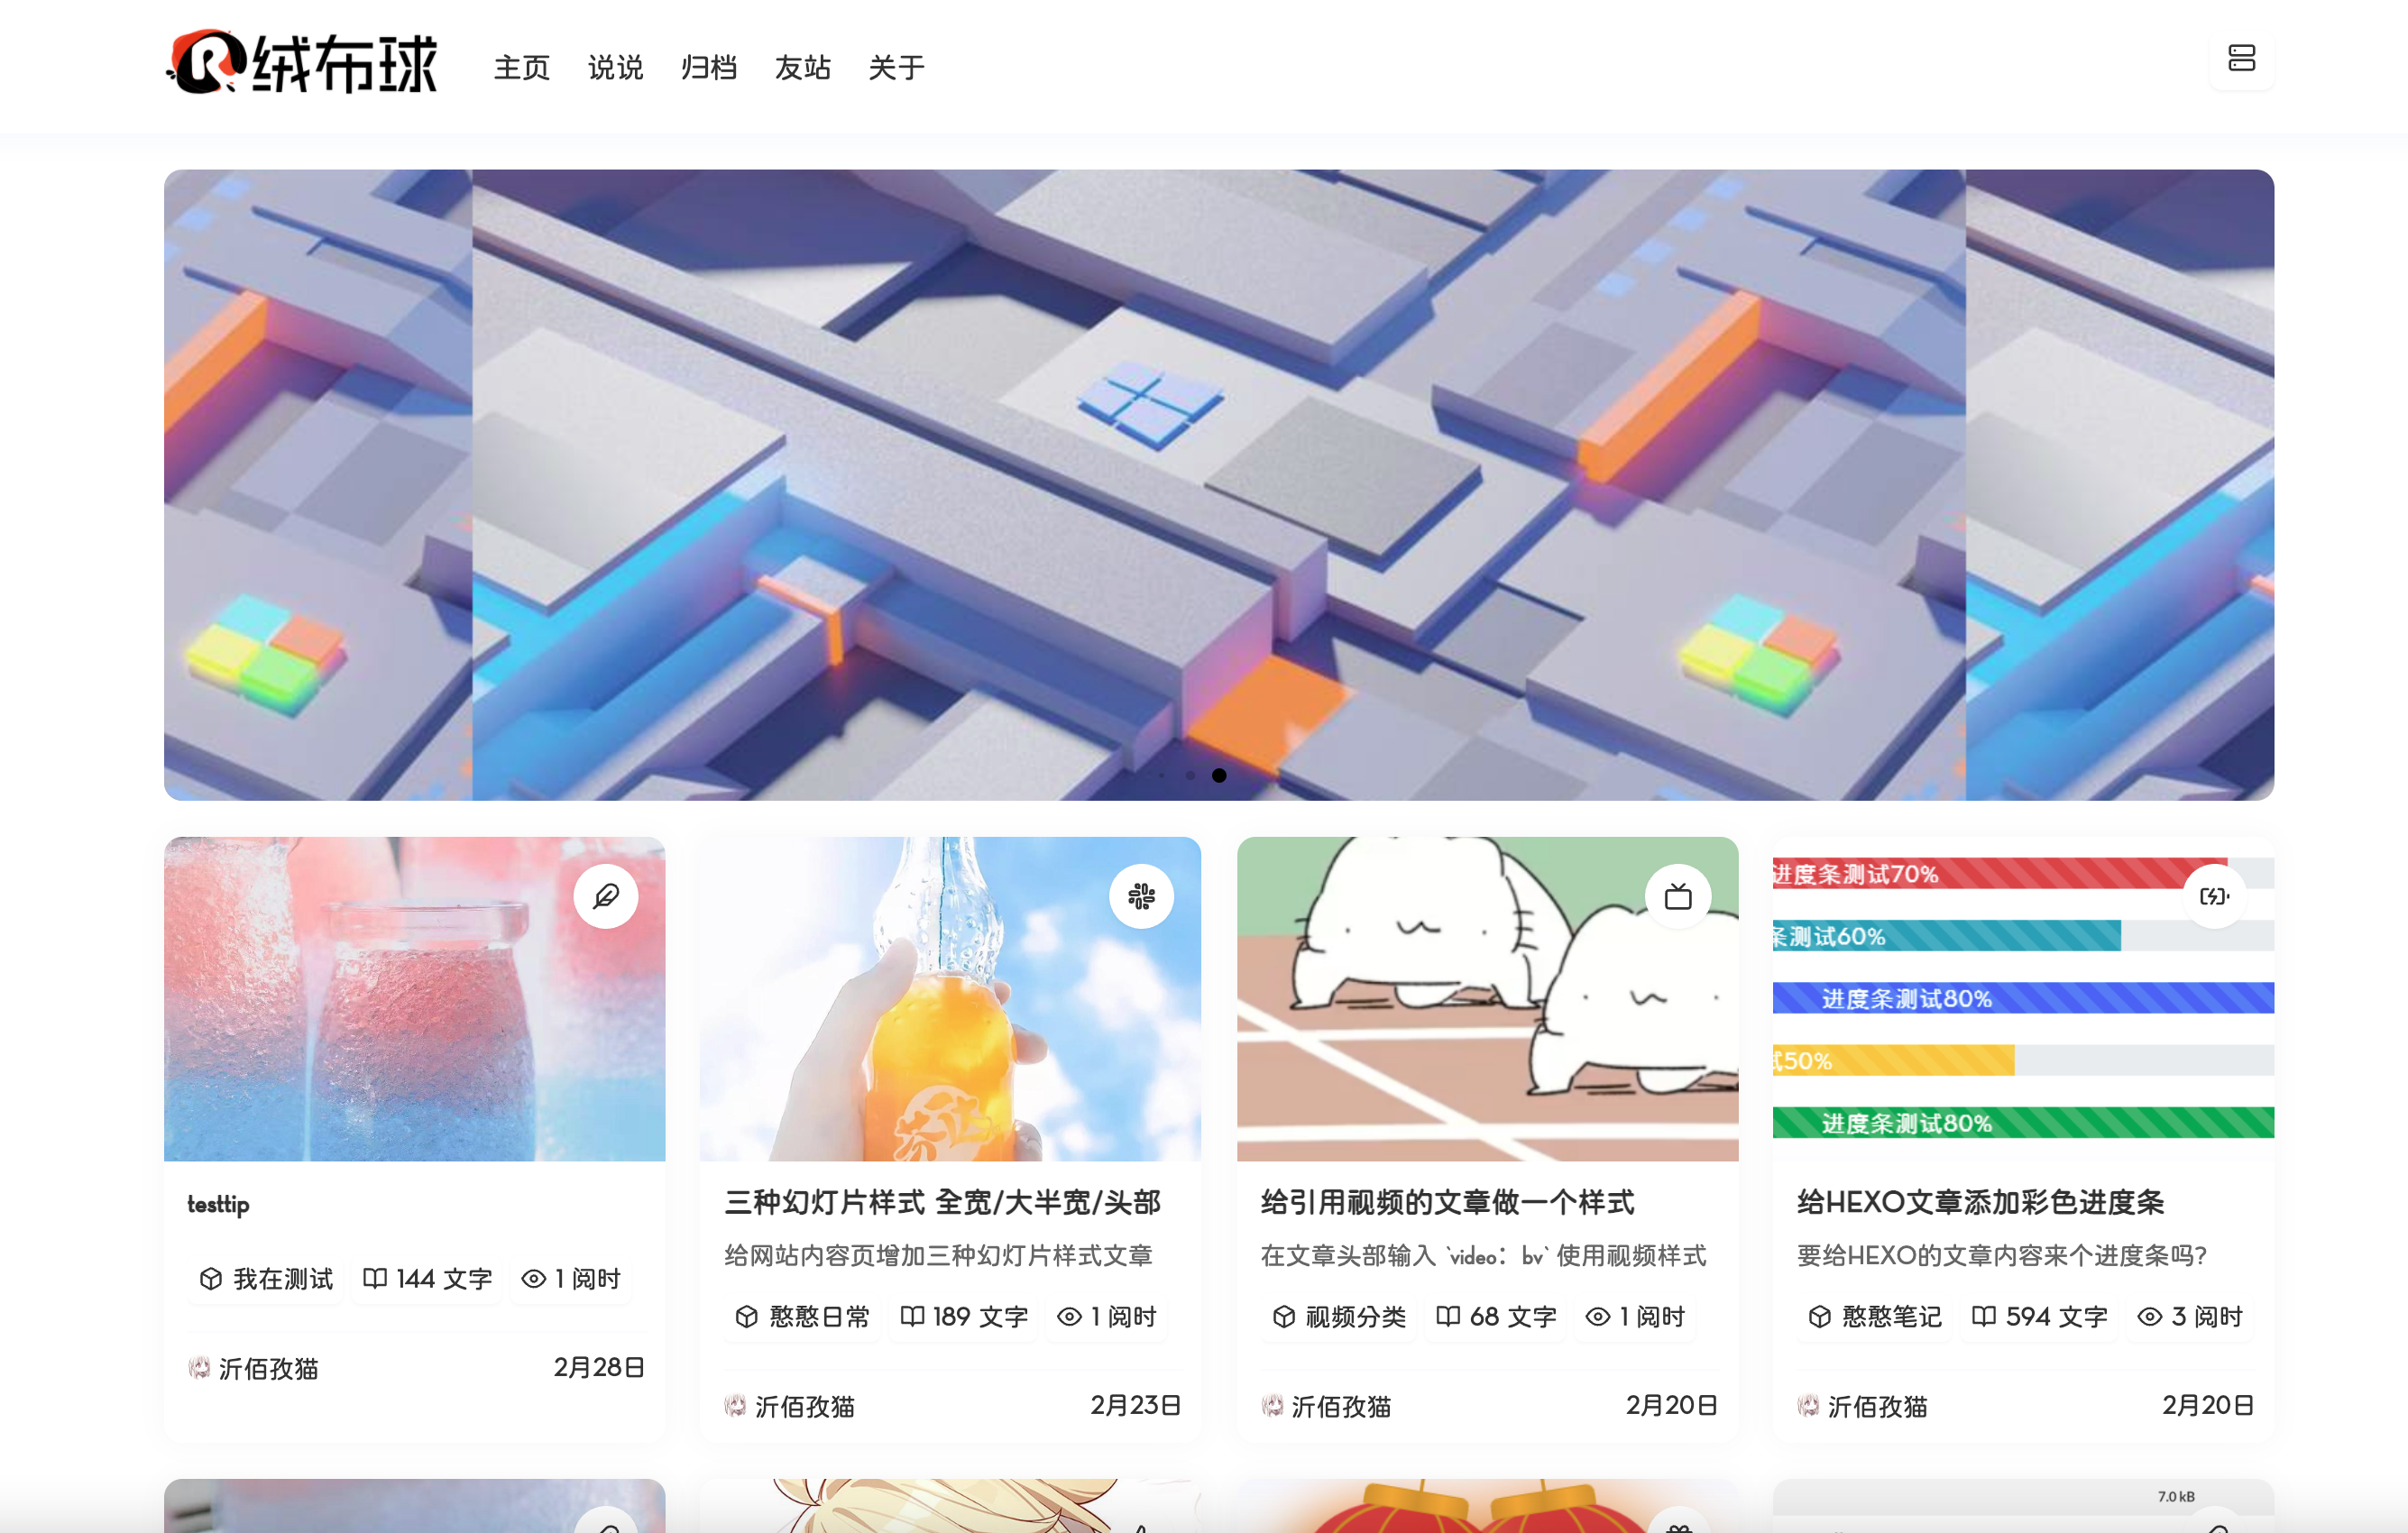 绒布球
主页 说说 归档 友站 关于
进度条测试70%
条测试60%
进度条测试80%
试50%
进度条测试80%
testtip
我在测试 144 文字 1 阅时
沂佰孜猫 2月28日
三种幻灯片样式 全宽/大半宽/头部
给网站内容页增加三种幻灯片样式文章
憨憨日常 189 文字 1 阅时
沂佰孜猫 2月23日
给引用视频的文章做一个样式
在文章头部输入 `video：bv` 使用视频样式
视频分类 68 文字 1 阅时
沂佰孜猫 2月20日
给HEXO文章添加彩色进度条
要给HEXO的文章内容来个进度条吗?
憨憨笔记 594 文字 3 阅时
沂佰孜猫 2月20日
7.0 kB